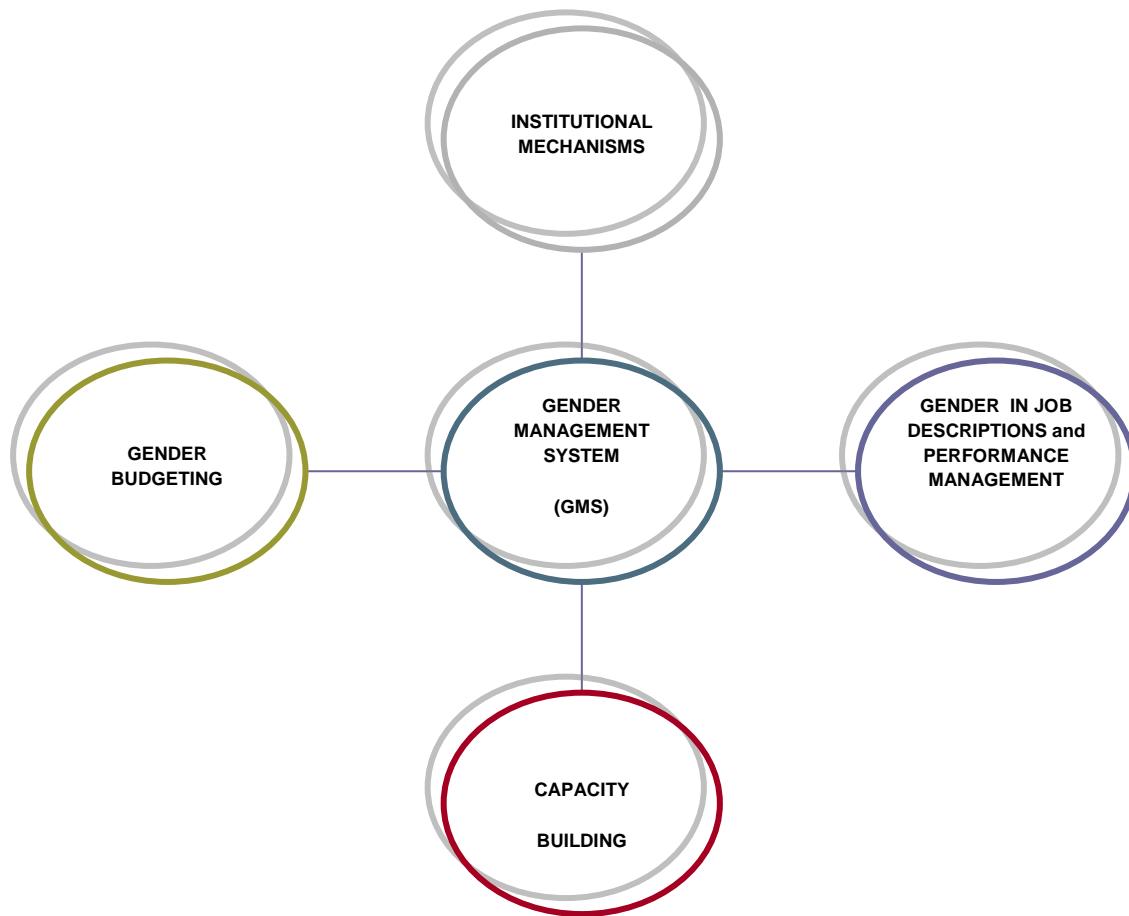 INSTITUTIONAL
MECHANISMS
GENDER
BUDGETING
GENDER
MANAGEMENT
SYSTEM
(GMS)
GENDER  IN JOB
DESCRIPTIONS and
PERFORMANCE
MANAGEMENT
CAPACITY
BUILDING